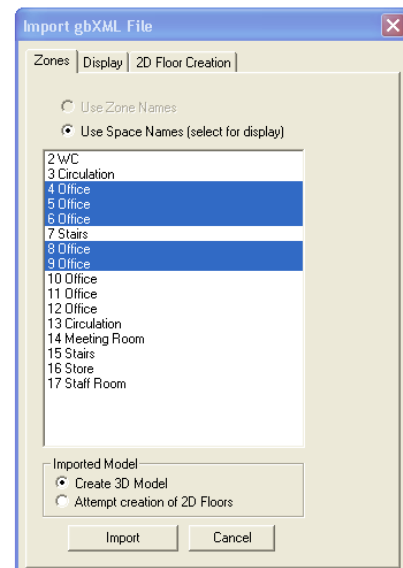 Import gbXML File
Zones Display 2D Floor Creation
Use Zone Names
Use Space Names (select for display)
2 WC
3 Circulation
4 Office
5 Office
6 Office
7 Stairs
8 Office
9 Office
10 Office
11 Office
12 Office
13 Circulation
14 Meeting Room
15 Stairs
16 Store
17 Staff Room
Imported Model
Create 3D Model
Attempt creation of 2D Floors
Import Cancel